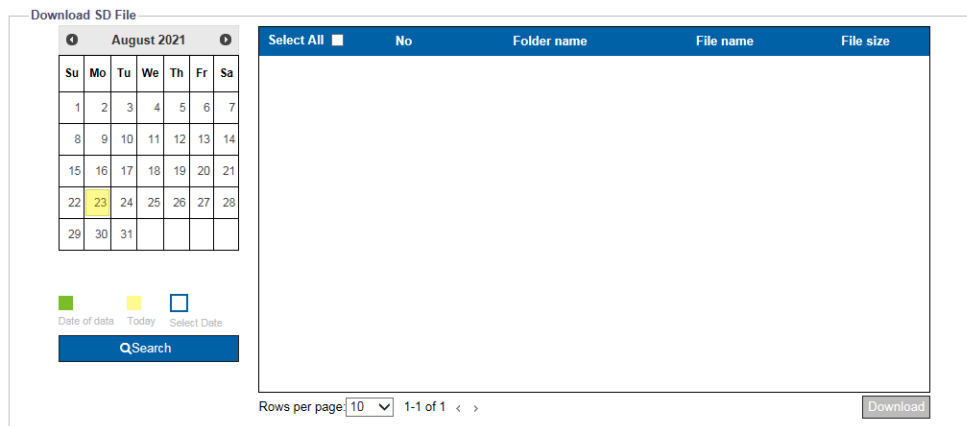 Download SD File
August 2021
Su Mo Tu We Th Fr Sa
1 2 3 4 5 6 7
8 9 10 11 12 13 14
15 16 17 18 19 20 21
22 23 24 25 26 27 28
29 30 31
Date of data Today Select Date
Search
Select All No Folder name File name File size
Rows per page: 10 1-1 of 1 < >
Download